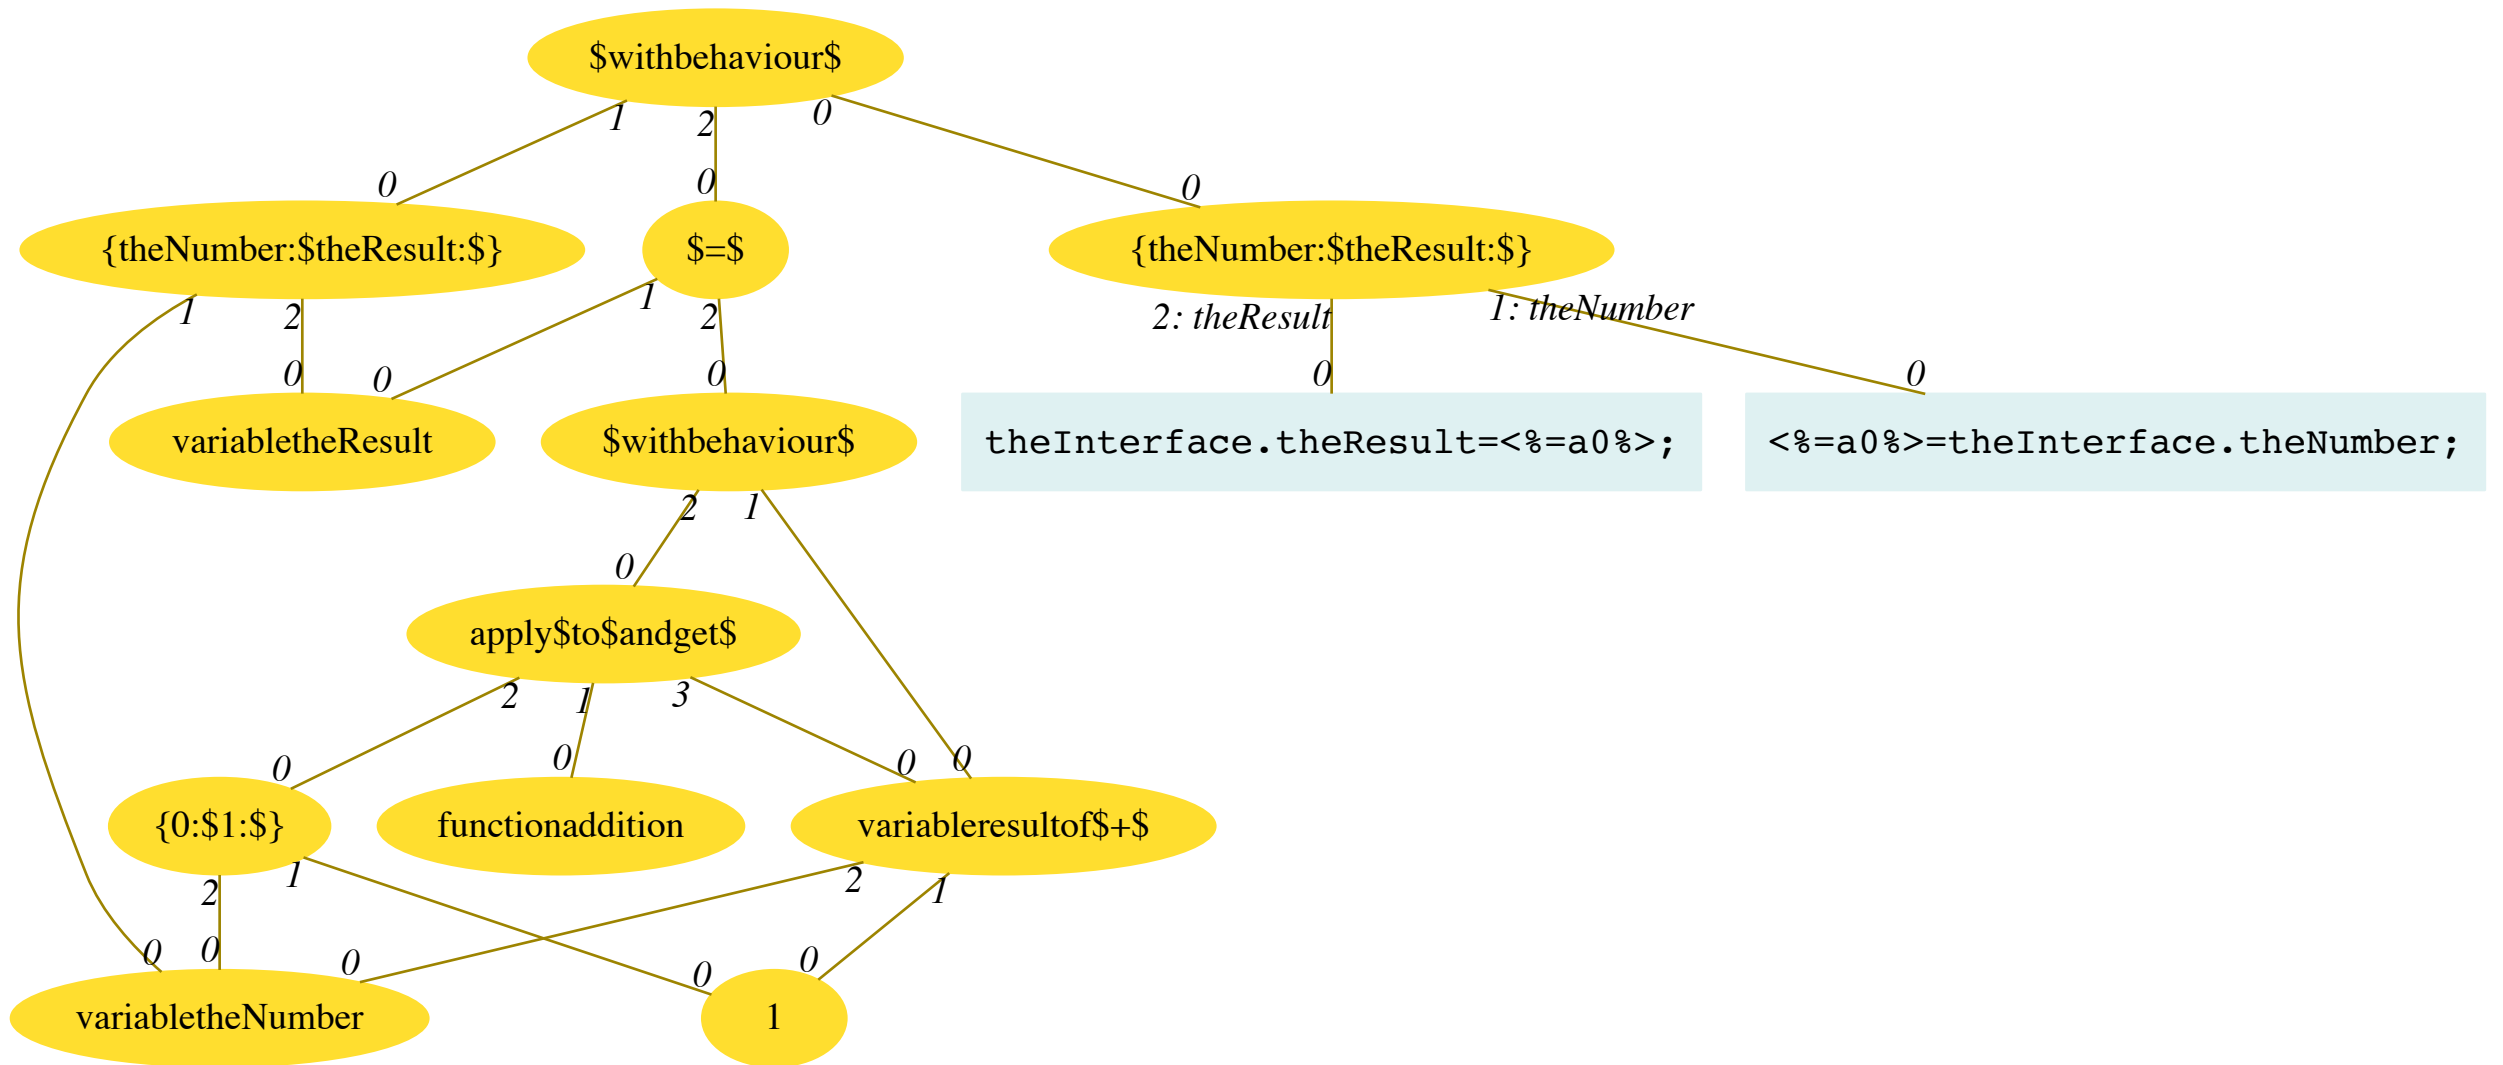 $withbehaviour$
1
2
0
0
0
0
{theNumber:$theResult:$}
$=$
{theNumber:$theResult:$}
1
2
1
2
2: theResult
1: theNumber
0
0
0
0
0
variabletheResult
$withbehaviour$
theInterface.theResult=<%=a0%>;
<%=a0%>=theInterface.theNumber;
2
1
0
apply$to$andget$
2
1
3
0
0
0
0
{0:$1:$}
functionaddition
variableresultof$+$
2
1
2
1
0
0
0
0
0
variabletheNumber
1